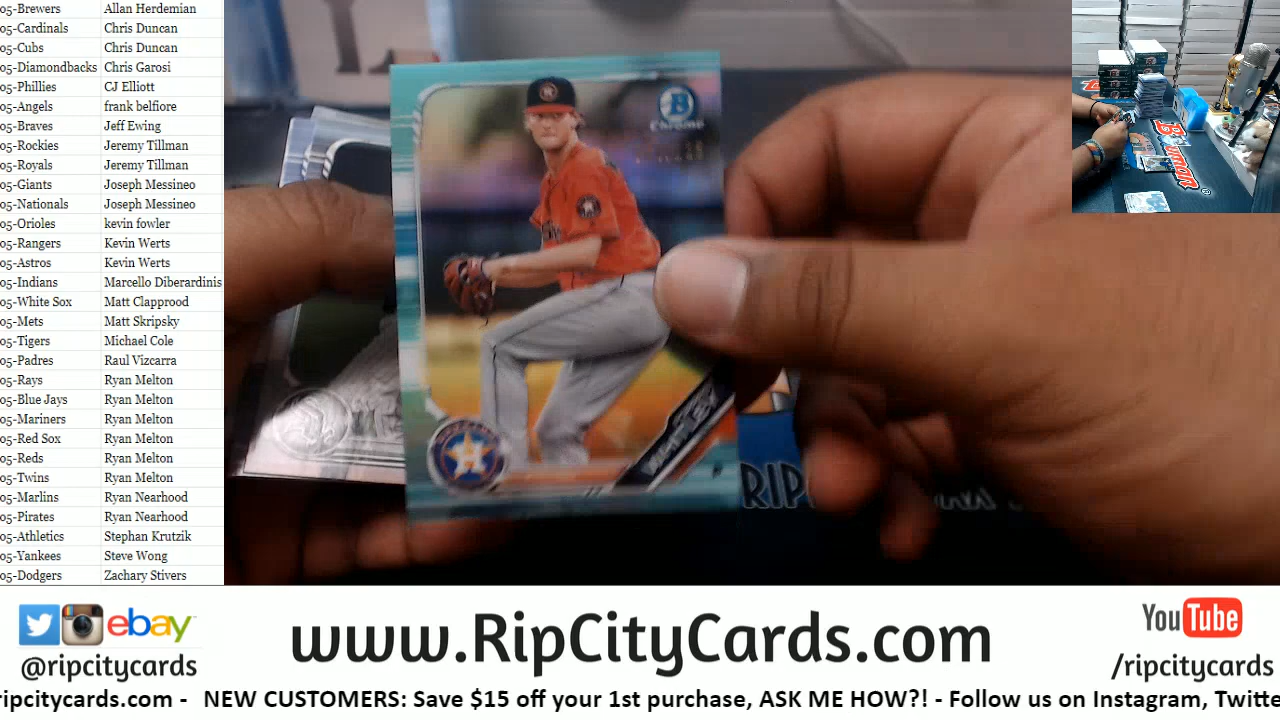 05-Brewers Allan Herdemian
05-Cardinals Chris Duncan
05-Cubs Chris Duncan
05-Diamondbacks Chris Garosi
05-Phillies CJ Elliott
05-Angels frank belfiore
05-Braves Jeff Ewing
05-Rockies Jeremy Tillman
05-Royals Jeremy Tillman
05-Giants Joseph Messineo
05-Nationals Joseph Messineo
05-Orioles kevin fowler
05-Rangers Kevin Werts
05-Astros Kevin Werts
05-Indians Marcello Diberardinis
05-White Sox Matt Clapprood
05-Mets Matt Skripsky
05-Tigers Michael Cole
05-Padres Raul Vizcarra
05-Rays Ryan Melton
05-Blue Jays Ryan Melton
05-Mariners Ryan Melton
05-Red Sox Ryan Melton
05-Reds Ryan Melton
05-Twins Ryan Melton
05-Marlins Ryan Nearhood
05-Pirates Ryan Nearhood
05-Athletics Stephan Krutzik
05-Yankees Steve Wong
05-Dodgers Zachary Stivers
B
Chrome
P
RIP
ebay
@ripcitycards
www.RipCityCards.com
YouTube
/ripcitycards
ripcitycards.com - NEW CUSTOMERS: Save $15 off your 1st purchase, ASK ME HOW?! - Follow us on Instagram, Twitte